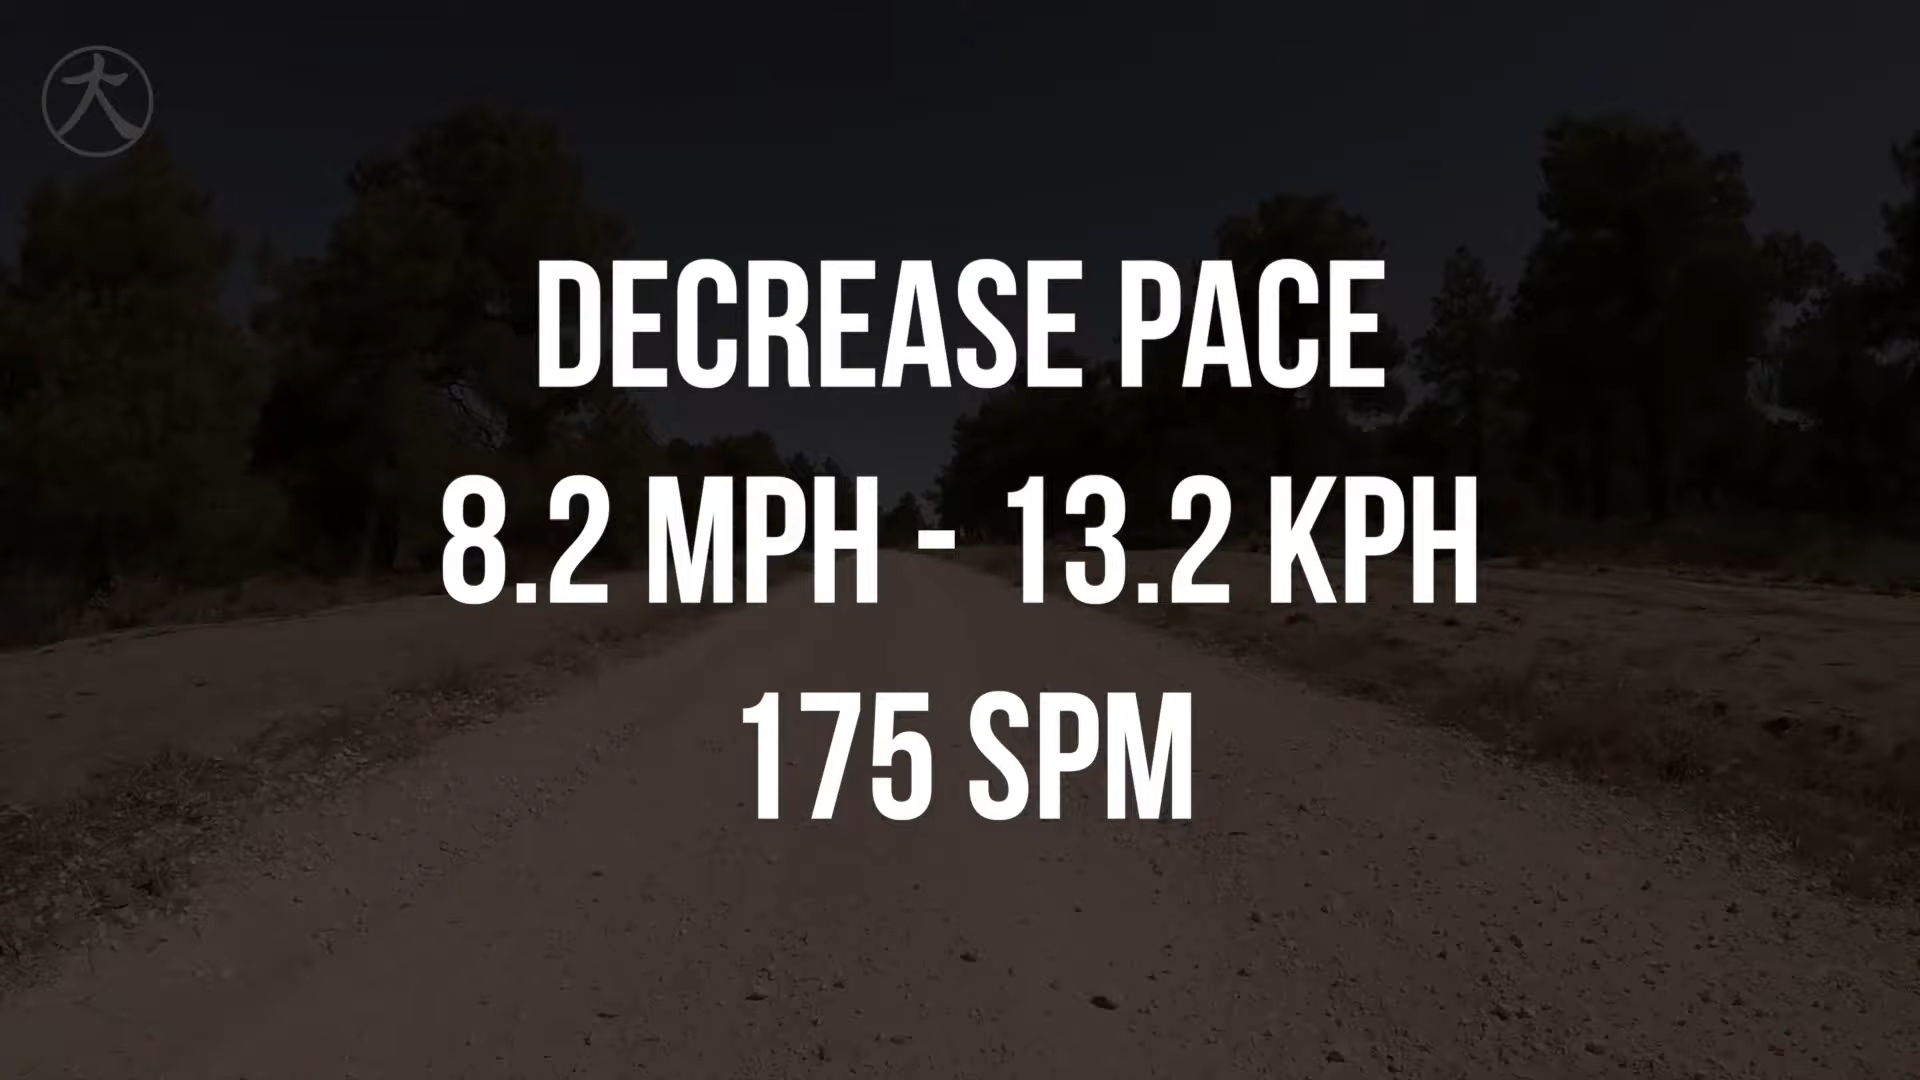 大
DECREASE PACE
8.2 MPH - 13.2 KPH
175 SPM